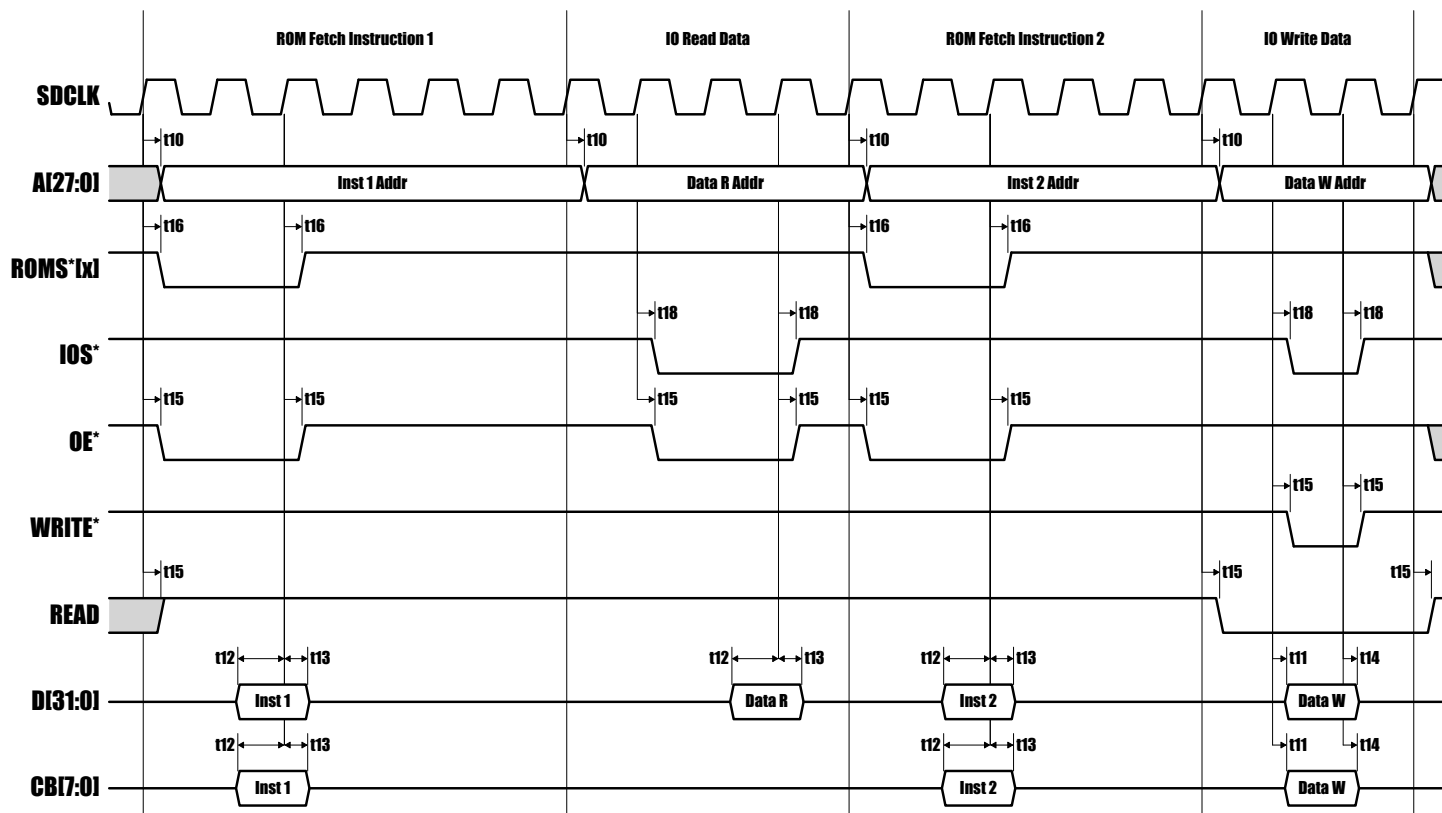 ROM Fetch Instruction 1 IO Read Data ROM Fetch Instruction 2 IO Write Data
SDCLK
t10 t10 t10 t10
A[27:0] Inst 1 Addr Data R Addr Inst 2 Addr Data W Addr
t16 t16 t16 t16
ROMS*[x]
t18 t18 t18 t18
IOS*
t15 t15 t15 t15 t15 t15
OE*
t15 t15
WRITE*
t15 t15 t15
READ
t12 t13 t12 t13 t12 t13 t11 t14
D[31:0] Inst 1 Data R Inst 2 Data W
t12 t13 t12 t13 t11 t14
CB[7:0] Inst 1 Inst 2 Data W